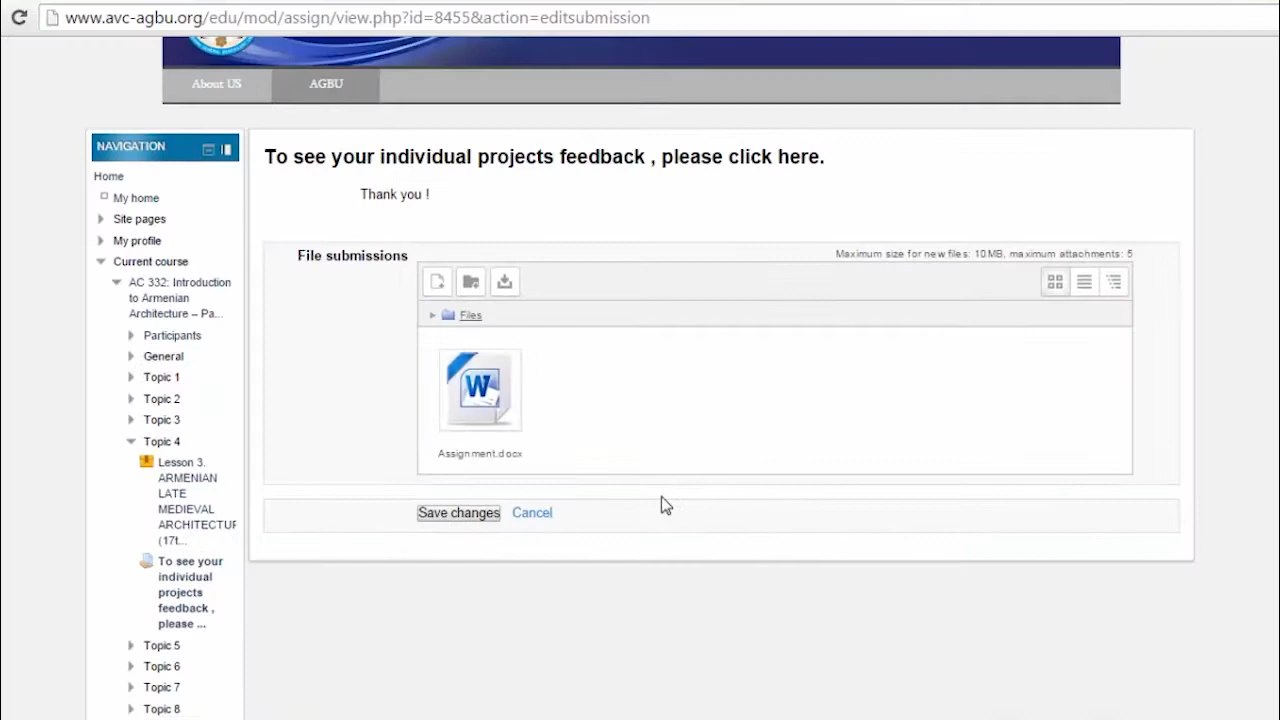 www.avc-agbu.org/edu/mod/assign/view.php?id=8455&action=editsubmission
About US
AGBU
NAVIGATION
Home
My home
Site pages
My profile
Current course
AC 332: Introduction
to Armenian
Architecture – Pa...
Participants
General
Topic 1
Topic 2
Topic 3
Topic 4
Lesson 3.
ARMENIAN
LATE
MEDIEVAL
ARCHITECTUR
(17t...
To see your
individual
projects
feedback ,
please ...
Topic 5
Topic 6
Topic 7
Topic 8
To see your individual projects feedback , please click here.
Thank you !
File submissions
Maximum size for new files: 10MB, maximum attachments: 5
Files
W
Assignment.docx
Save changes
Cancel